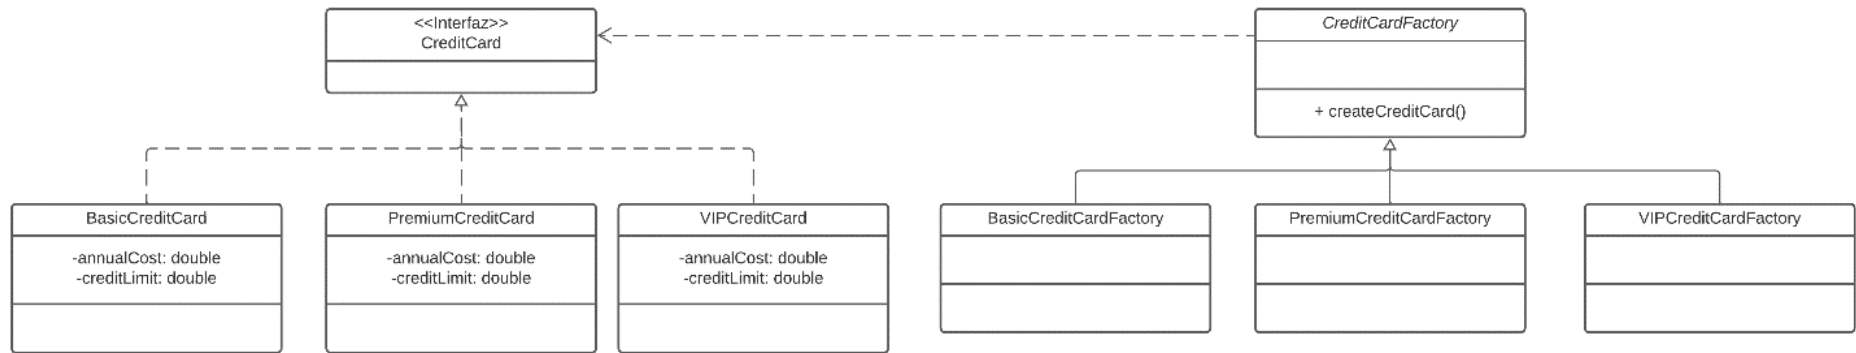 <<Interfaz>>
CreditCard
CreditCardFactory
+ createCreditCard()
BasicCreditCard
-annualCost: double
-creditLimit: double
PremiumCreditCard
-annualCost: double
-creditLimit: double
VIPCreditCard
-annualCost: double
-creditLimit: double
BasicCreditCardFactory
PremiumCreditCardFactory
VIPCreditCardFactory